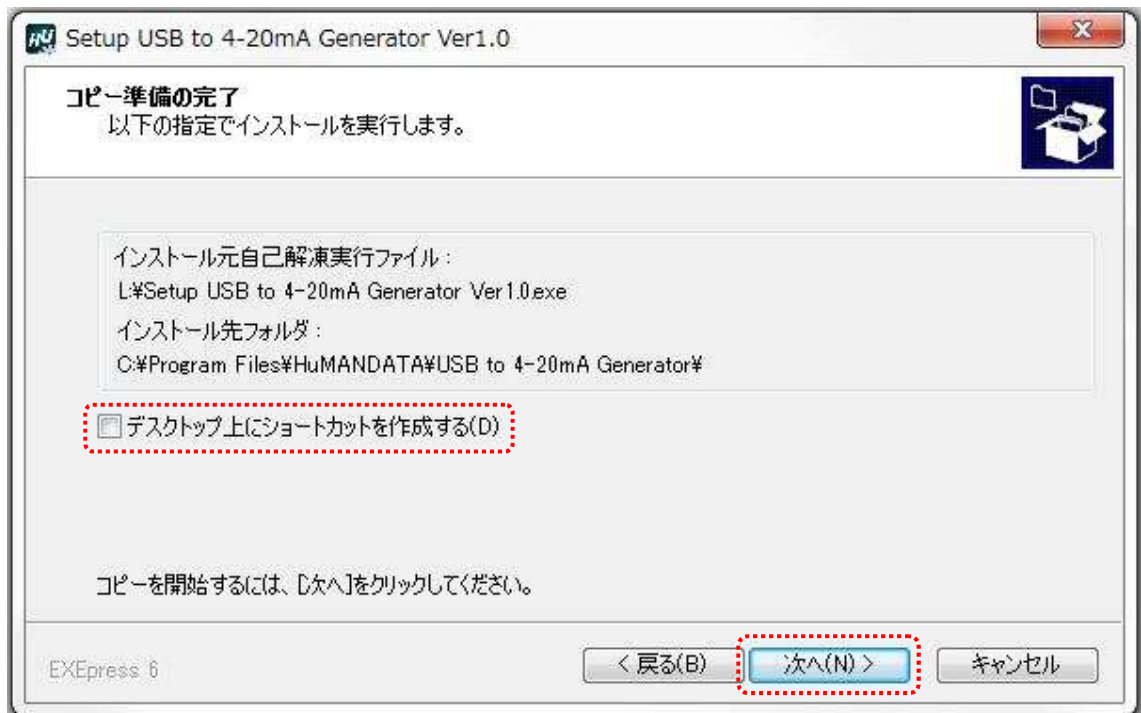 Setup USB to 4-20mA Generator Ver1.0
コピー準備の完了
以下の指定でインストールを実行します。
インストール元自己解凍実行ファイル:
L:¥Setup USB to 4-20mA Generator Ver1.0.exe
インストール先フォルダ:
C:¥Program Files¥HuMANDATA¥USB to 4-20mA Generator¥
デスクトップ上にショートカットを作成する(D)
コピーを開始するには、[次へ]をクリックしてください。
EXEpress 6
< 戻る(B) 次へ(N) > キャンセル